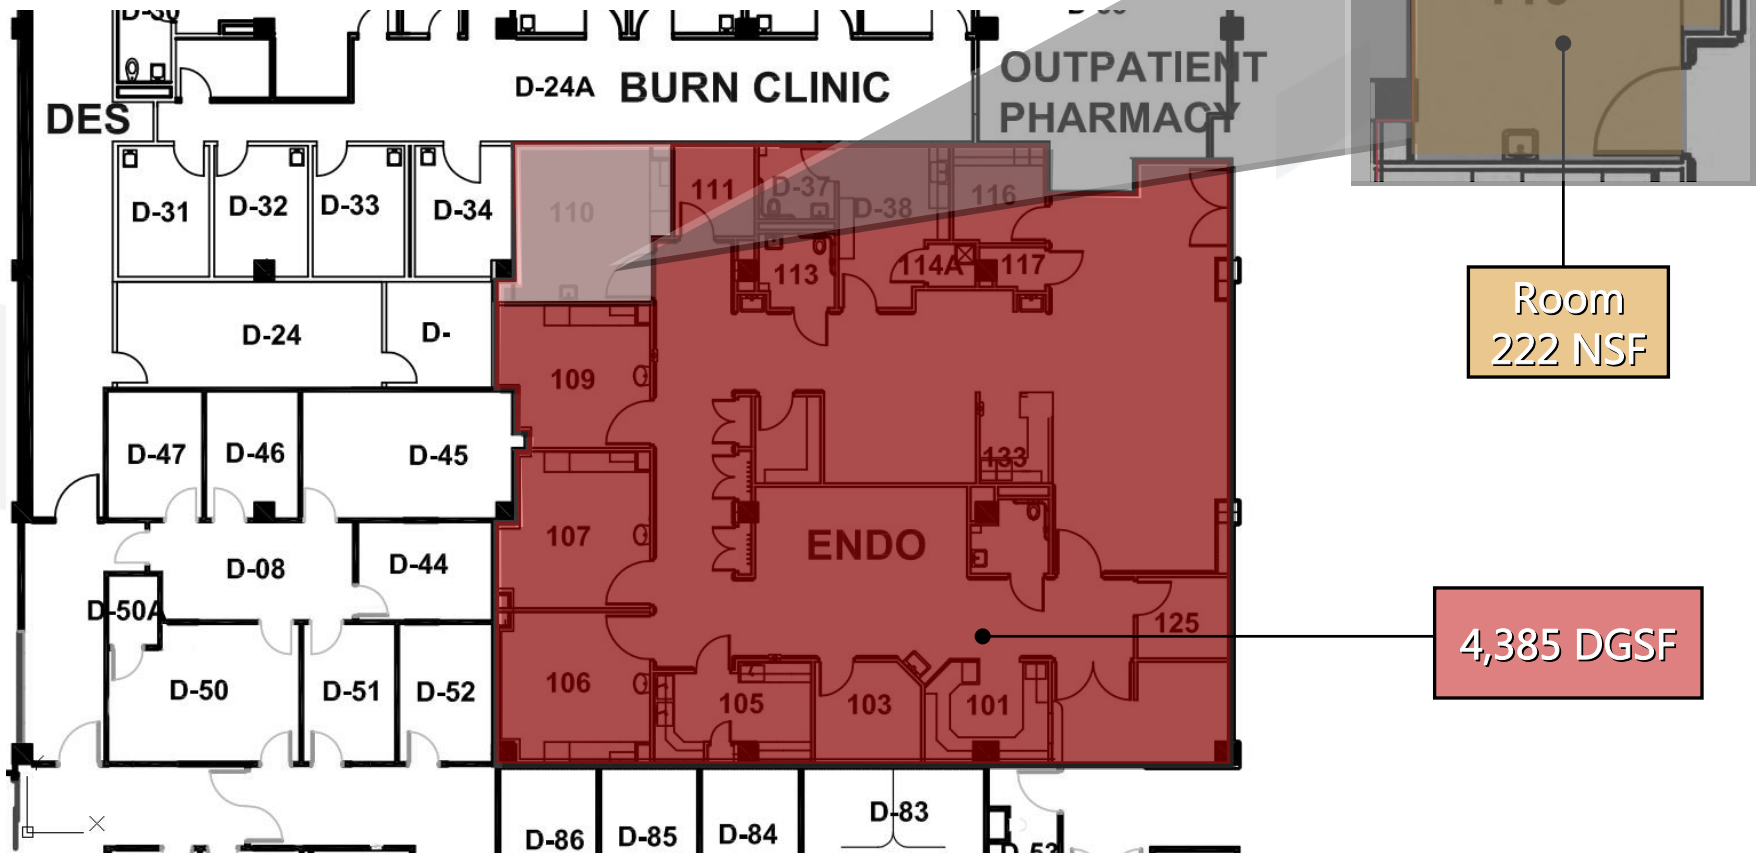 D-24A
BURN CLINIC
OUTPATIENT
PHARMACY
DES
D-31
D-32
D-33
D-34
110
111
D-37
D-38
116
113
114A
117
D-24
D-
109
Room
222 NSF
D-47
D-46
D-45
133
107
ENDO
D-08
D-44
D-50A
125
4,385 DGSF
D-50
D-51
D-52
106
105
103
101
D-86
D-85
D-84
D-83